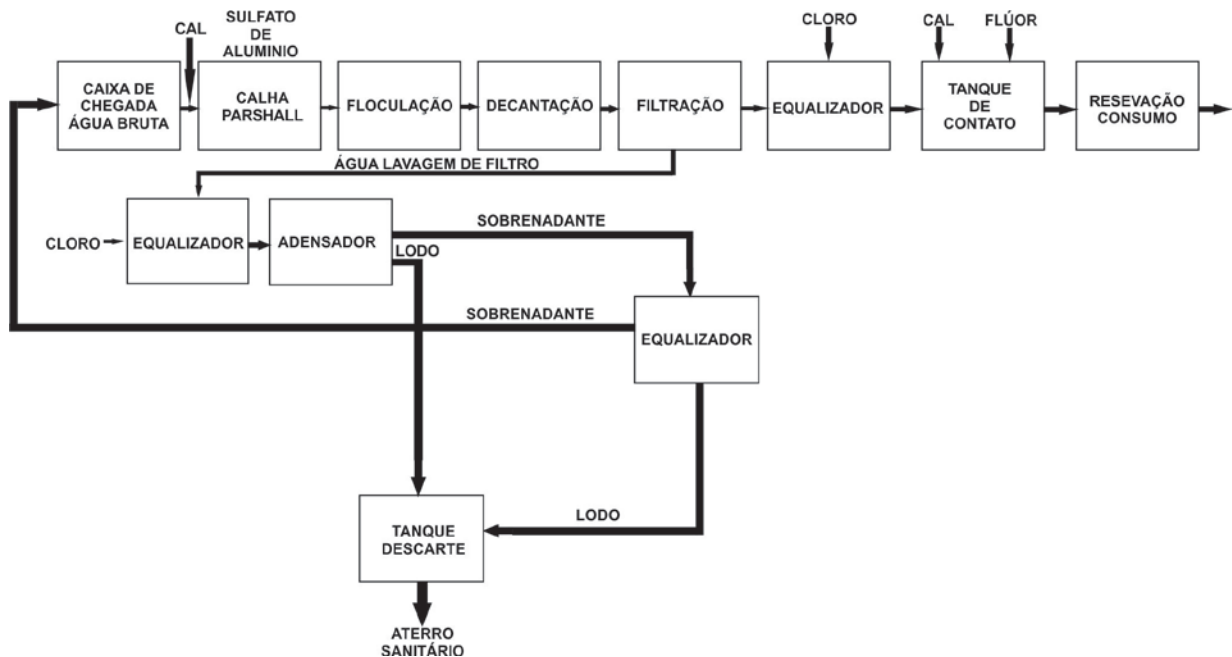 SULFATO
DE
ALUMINIO
CAL
CLORO
CAL
FLÚOR
CAIXA DE
CHEGADA
ÁGUA BRUTA
CALHA
PARSHALL
FLOCULAÇÃO
DECANTAÇÃO
FILTRAÇÃO
EQUALIZADOR
TANQUE
DE
CONTATO
RESEVAÇÃO
CONSUMO
ÁGUA LAVAGEM DE FILTRO
CLORO
EQUALIZADOR
ADENSADOR
SOBRENADANTE
LODO
SOBRENADANTE
EQUALIZADOR
LODO
TANQUE
DESCARTE
ATERRO
SANITÁRIO